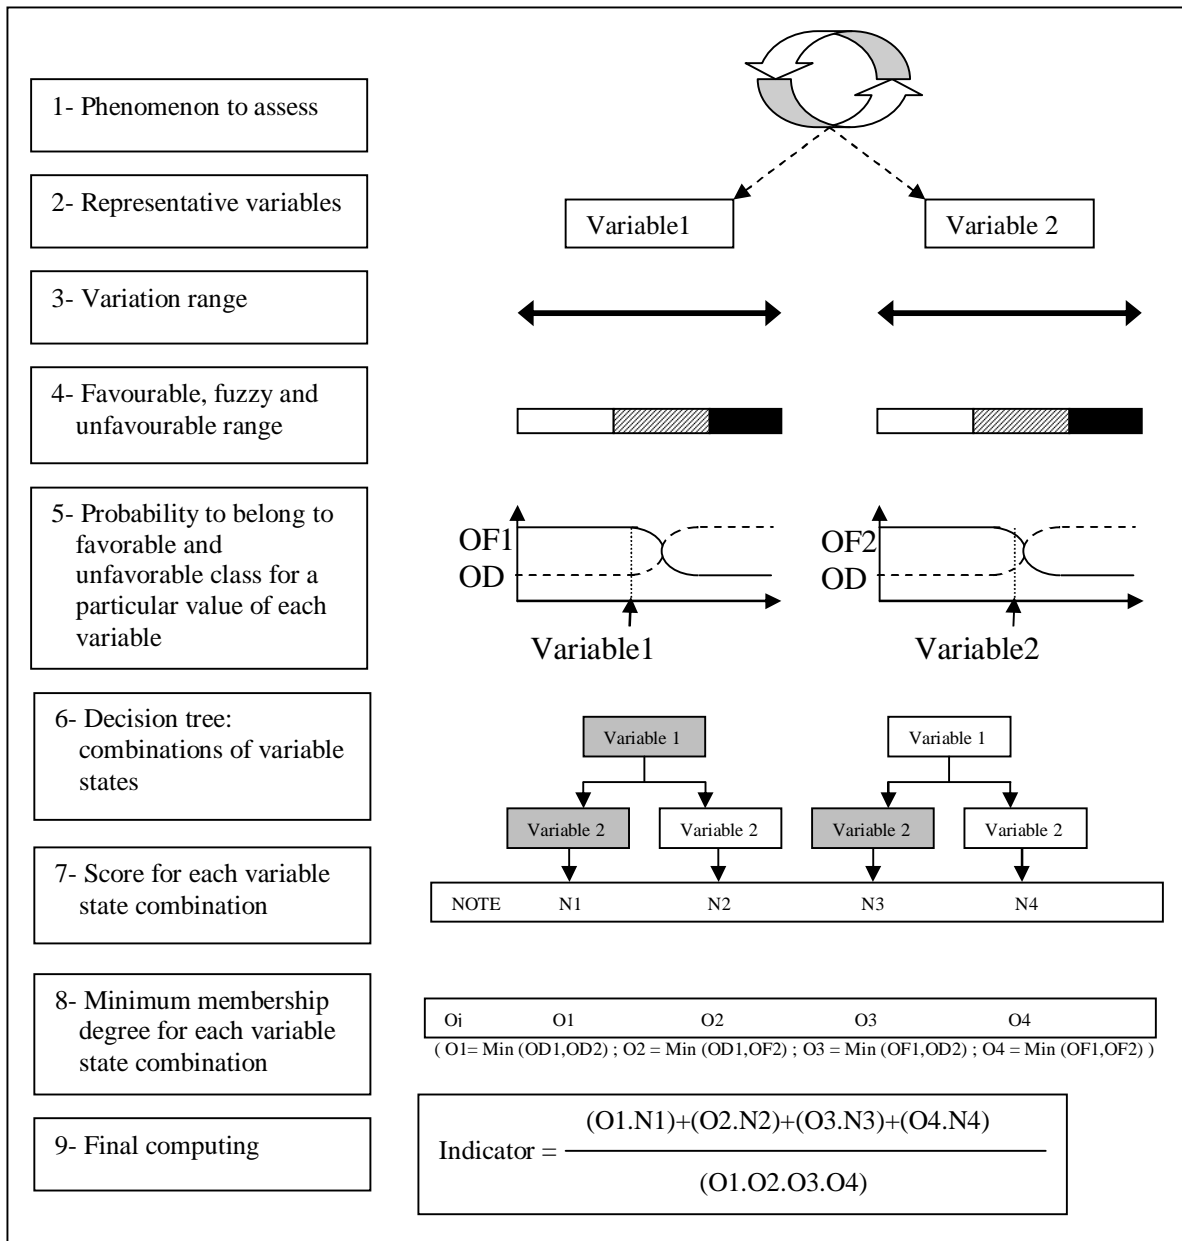 1- Phenomenon to assess
2- Representative variables
Variable1
Variable 2
3- Variation range
4- Favourable, fuzzy and
unfavourable range
5- Probability to belong to
favorable and
unfavorable class for a
particular value of each
variable
OF1
OD
Variable1
OF2
OD
Variable2
6- Decision tree:
combinations of variable
states
Variable 1
Variable 1
Variable 2
Variable 2
Variable 2
Variable 2
7- Score for each variable
state combination
NOTE N1 N2 N3 N4
8- Minimum membership
degree for each variable
state combination
Oi O1 O2 O3 O4
( O1= Min (OD1,OD2) ; O2 = Min (OD1,OF2) ; O3 = Min (OF1,OD2) ; O4 = Min (OF1,OF2) )
9- Final computing
Indicator =
(O1.N1)+(O2.N2)+(O3.N3)+(O4.N4)
(O1.O2.O3.O4)